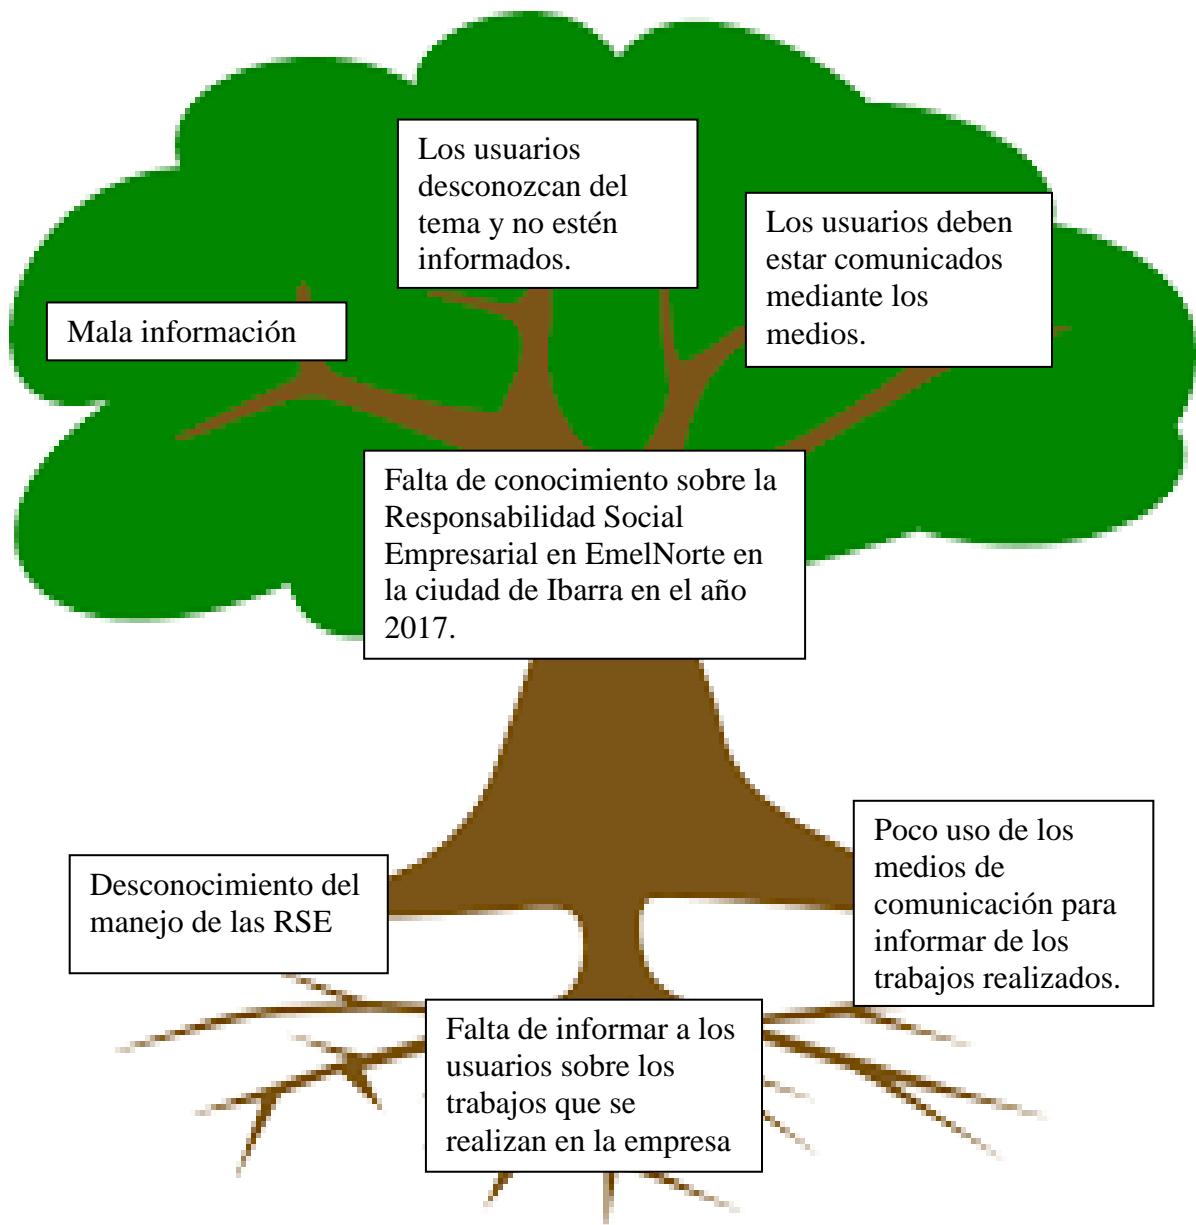 Los usuarios
desconozcan del
tema y no estén
informados.
Los usuarios deben
estar comunicados
mediante los
medios.
Mala información
Falta de conocimiento sobre la
Responsabilidad Social
Empresarial en EmelNorte en
la ciudad de Ibarra en el año
2017.
Poco uso de los
medios de
comunicación para
informar de los
trabajos realizados.
Desconocimiento del
manejo de las RSE
Falta de informar a los
usuarios sobre los
trabajos que se
realizan en la empresa